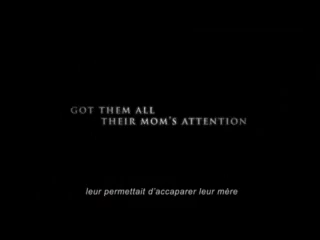 GOT THEM ALL
THEIR MOM'S ATTENTION
leur permettait d'accaparer leur mère